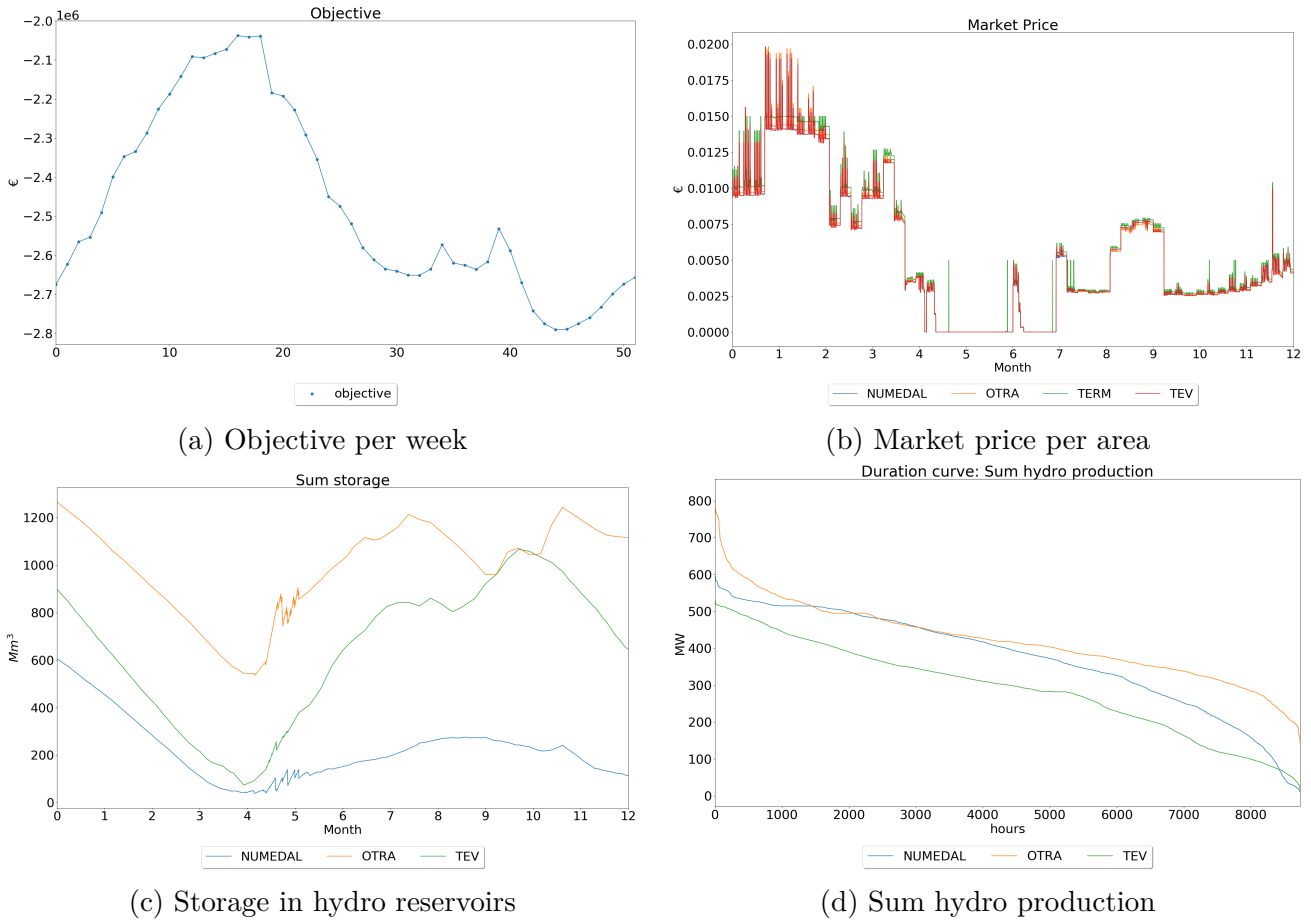 Objective
1e6
−2.0
−2.1
−2.2
−2.3
−2.4
−2.5
−2.6
−2.7
−2.8
€
0 10 20 30 40 50
objective
(a) Objective per week
Market Price
0.0200
0.0175
0.0150
0.0125
0.0100
0.0075
0.0050
0.0025
0.0000
€
0 1 2 3 4 5 6 7 8 9 10 11 12
Month
NUMEDAL OTRA TERM TEV
(b) Market price per area
Sum storage
1200
1000
800
600
400
200
0
Mm³
0 1 2 3 4 5 6 7 8 9 10 11 12
Month
NUMEDAL OTRA TEV
(c) Storage in hydro reservoirs
Duration curve: Sum hydro production
800
700
600
500
400
300
200
100
0
MW
0 1000 2000 3000 4000 5000 6000 7000 8000
hours
NUMEDAL OTRA TEV
(d) Sum hydro production